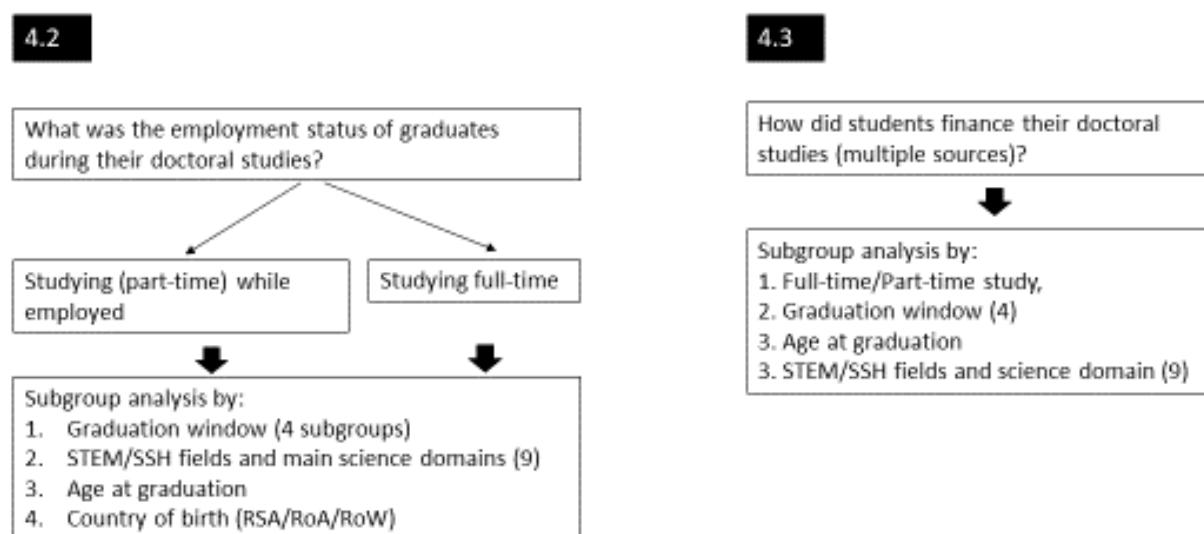 4.2
What was the employment status of graduates
during their doctoral studies?
Studying (part-time) while
employed
Studying full-time
Subgroup analysis by:
1. Graduation window (4 subgroups)
2. STEM/SSH fields and main science domains (9)
3. Age at graduation
4. Country of birth (RSA/RoA/RoW)
4.3
How did students finance their doctoral
studies (multiple sources)?
Subgroup analysis by:
1. Full-time/Part-time study,
2. Graduation window (4)
3. Age at graduation
3. STEM/SSH fields and science domain (9)